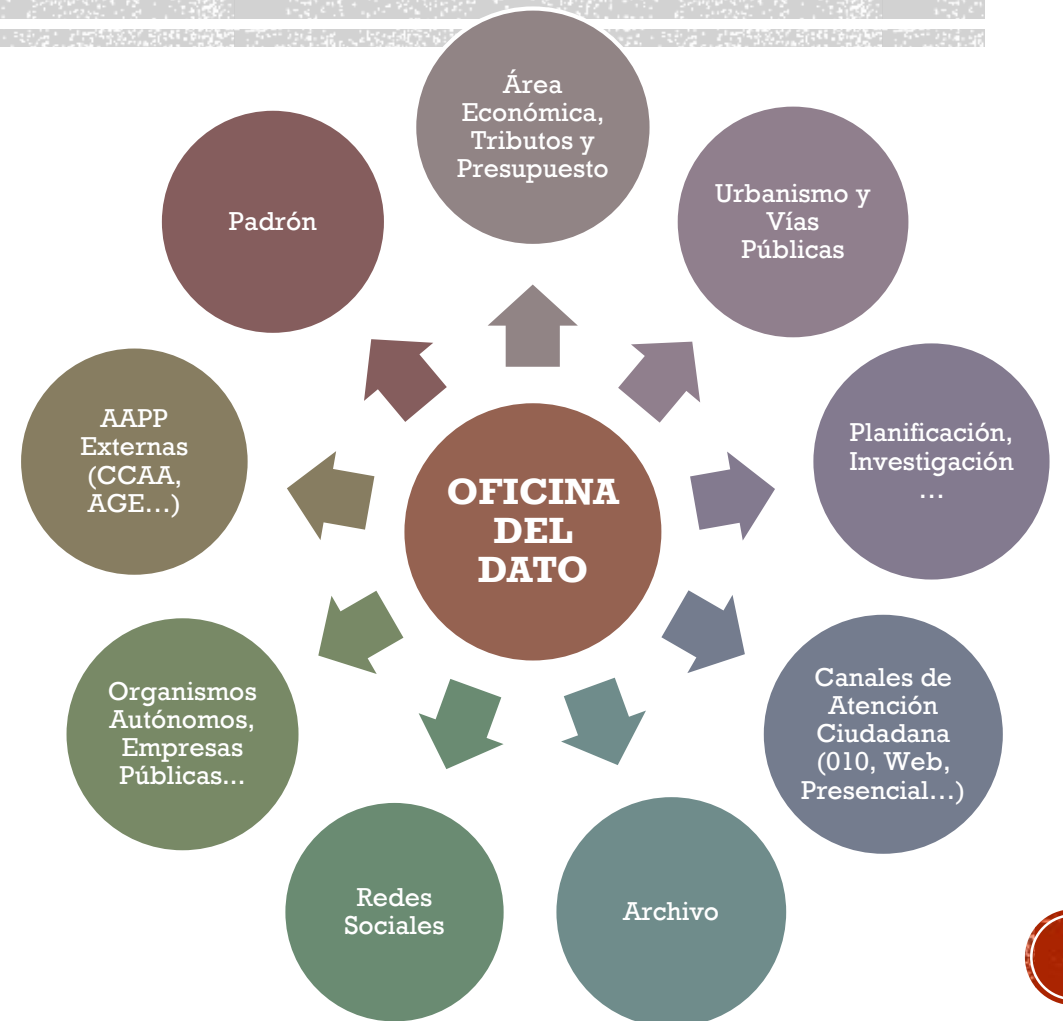 Área
Económica,
Tributos y
Presupuesto
Urbanismo y
Vías
Públicas
Planificación,
Investigación
…
Canales de
Atención
Ciudadana
(010, Web,
Presencial…)
Archivo
Redes
Sociales
Organismos
Autónomos,
Empresas
Públicas...
AAPP
Externas
(CCAA,
AGE…)
Padrón
OFICINA
DEL
DATO